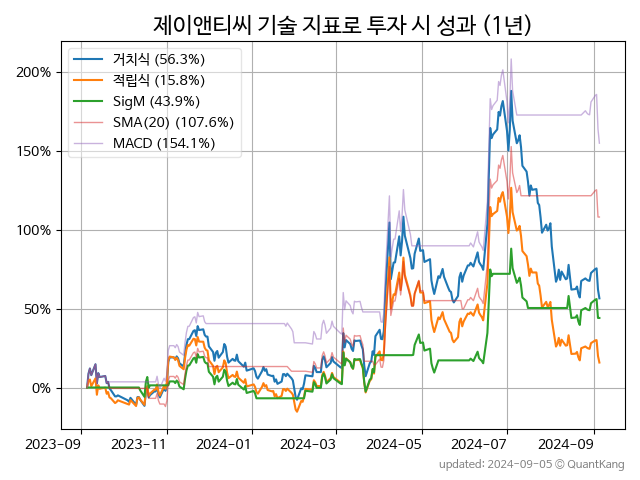 제이앤티씨 기술 지표로 투자 시 성과 (1년)
거치식 (56.3%)
적립식 (15.8%)
SigM (43.9%)
SMA(20) (107.6%)
MACD (154.1%)
200%
150%
100%
50%
0%
2023-09 2023-11 2024-01 2024-03 2024-05 2024-07 2024-09
updated: 2024-09-05 © QuantKang